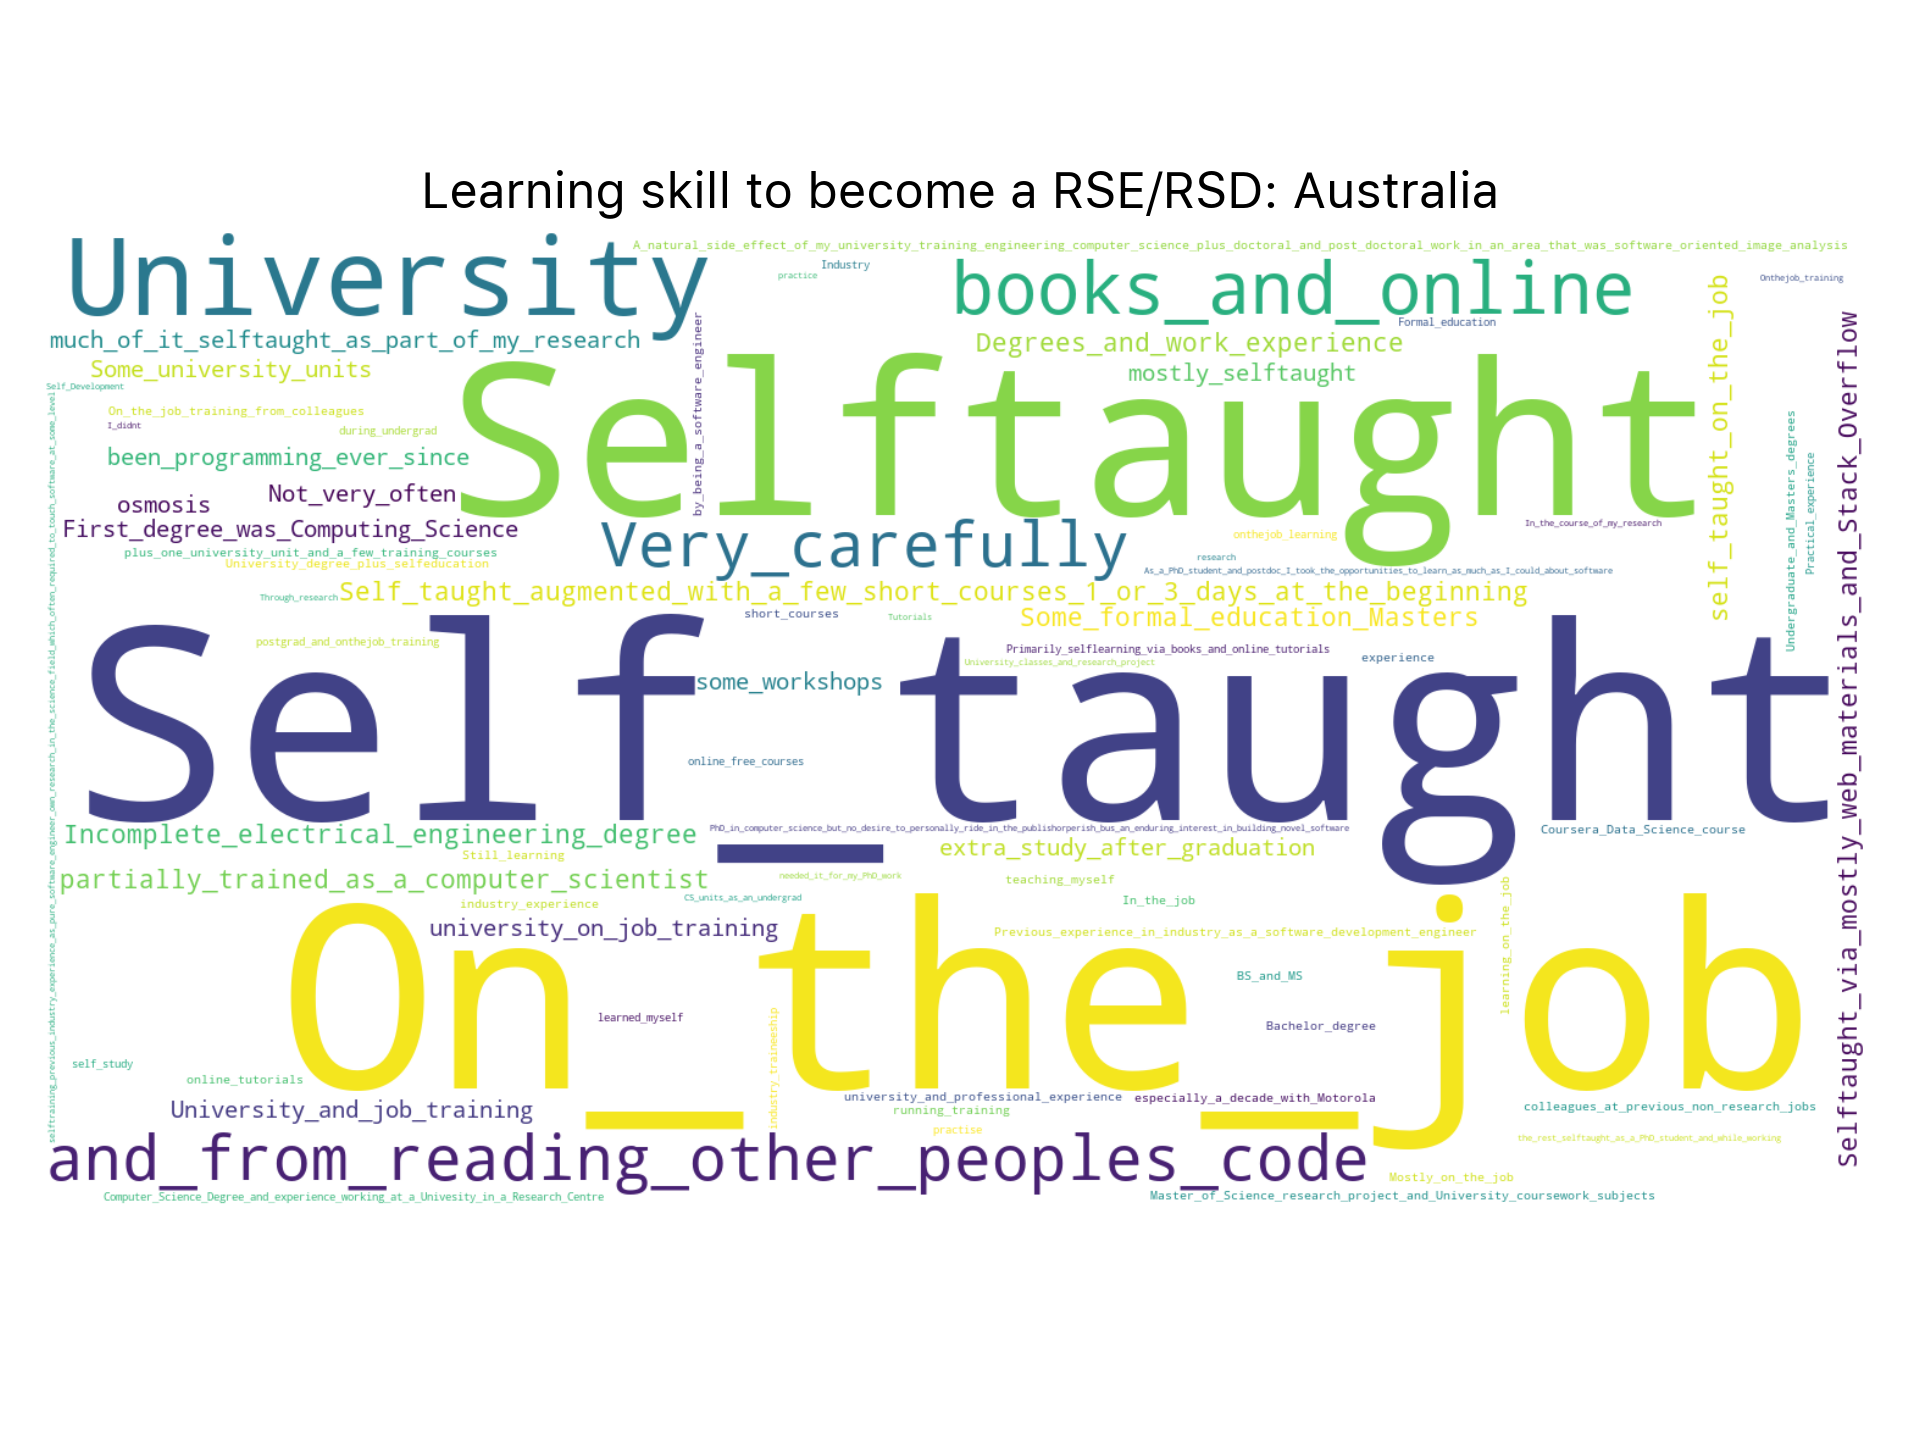 Learning skill to become a RSE/RSD: Australia
University
A_natural_side_effect_of_my_university_training_engineering_computer_science_plus_doctoral_and_post_doctoral_work_in_an_area_that_was_software_oriented_image_analysis
Industry
practice
books_and_online
Onthejob_training
Formal_education
much_of_it_selftaught_as_part_of_my_research
Degrees_and_work_experience
Some_university_units
mostly_selftaught
Self_Development
On_the_job_training_from_colleagues
I_didnt
during_undergrad
Selftaught
by_being_a_software_engineer
self_taught_on_the_job
Undergraduate_and_Masters_degrees
Practical_experience
Selftaught_via_mostly_web_materials_and_Stack_Overflow
been_programming_ever_since
Not_very_often
osmosis
First_degree_was_Computing_Science
Very_carefully
In_the_course_of_my_research
onthejob_learning
plus_one_university_unit_and_a_few_training_courses
University_degree_plus_selfeducation
research
As_a_PhD_student_and_postdoc_I_took_the_opportunities_to_learn_as_much_as_I_could_about_software
Through_research
Self_taught_augmented_with_a_few_short_courses_1_or_3_days_at_the_beginning
short_courses
Tutorials
Some_formal_education_Masters
postgrad_and_onthejob_training
Primarily_selflearning_via_books_and_online_tutorials
University_classes_and_research_project
experience
Self_taught
some_workshops
online_free_courses
selftraining_previous_industry_experience_as_pure_software_engineer_own_research_in_the_science_field_which_often_required_to_touch_software_at_some_level
Incomplete_electrical_engineering_degree
PhD_in_computer_science_but_no_desire_to_personally_ride_in_the_publishorperish_bus_an_enduring_interest_in_building_novel_software
Coursera_Data_Science_course
Still_learning
extra_study_after_graduation
partially_trained_as_a_computer_scientist
needed_it_for_my_PhD_work
teaching_myself
CS_units_as_an_undergrad
In_the_job
industry_experience
university_on_job_training
Previous_experience_in_industry_as_a_software_development_engineer
learning_on_the_job
On_the_job
BS_and_MS
learned_myself
Bachelor_degree
industry_traineeship
self_study
online_tutorials
University_and_job_training
university_and_professional_experience
especially_a_decade_with_Motorola
running_training
colleagues_at_previous_non_research_jobs
practise
the_rest_selftaught_as_a_PhD_student_and_while_working
and_from_reading_other_peoples_code
Mostly_on_the_job
Computer_Science_Degree_and_experience_working_at_a_Univesity_in_a_Research_Centre
Master_of_Science_research_project_and_University_coursework_subjects